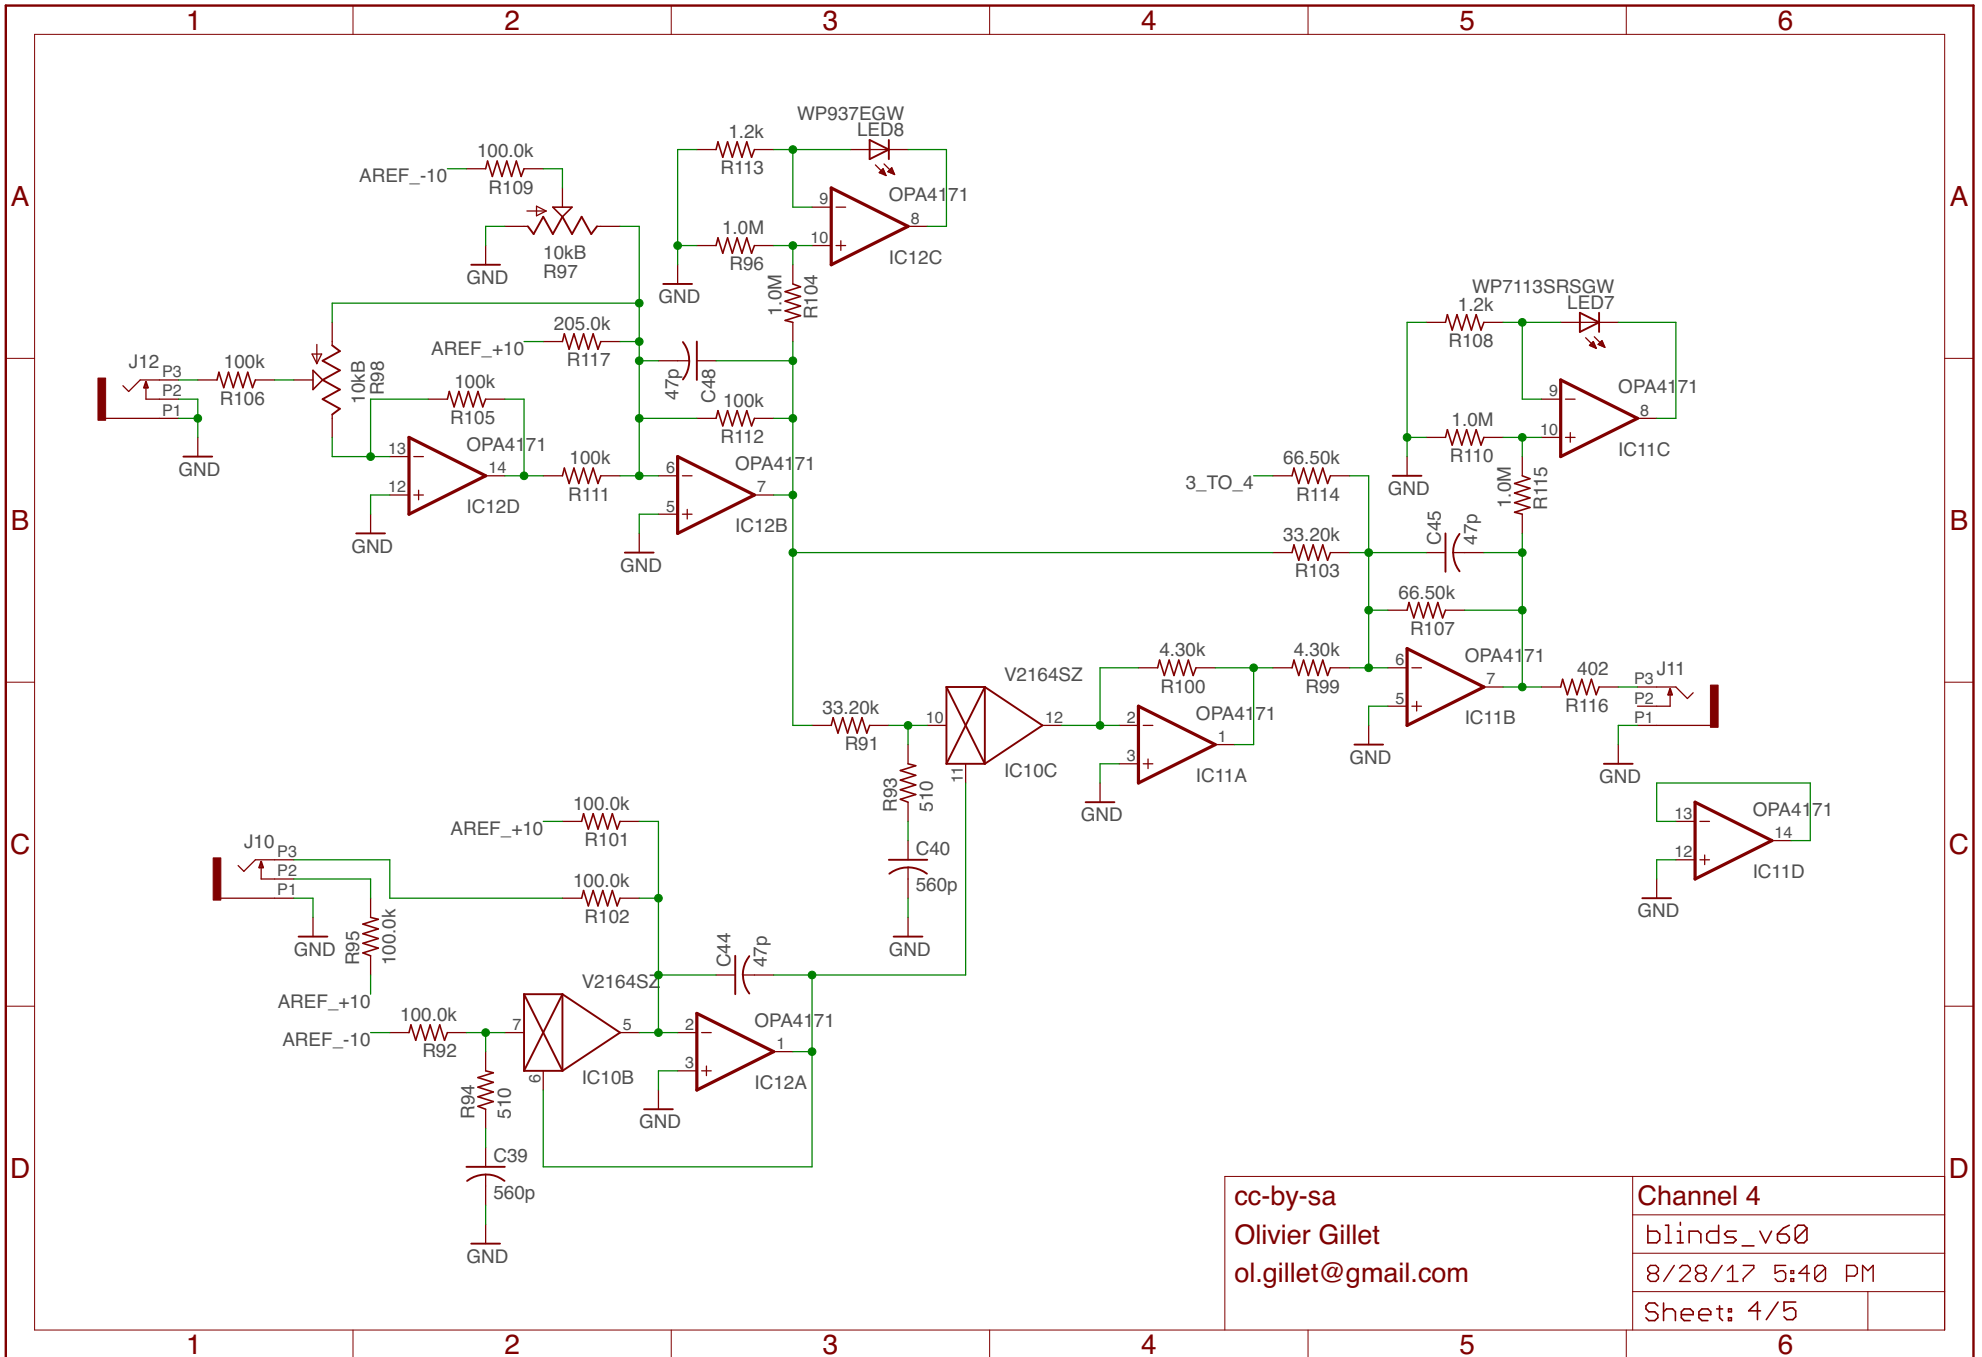 1 2 3 4 5 6
A A
B B
C C
D D
1 2 3 4 5 6
AREF_-10
100.0k
R109
10kB
R97
GND
WP937EGW
LED8
1.2k
R113
1.0M
R96
GND
1.0M
R104
9
10
8
OPA4171
IC12C
AREF_+10
205.0k
R117
47p
C48
100k
R112
J12
P3
P2
P1
GND
100k
R106
10kB
R98
100k
R105
OPA4171
13
12
14
IC12D
GND
100k
R111
OPA4171
6
5
7
IC12B
GND
WP7113SRSGW
LED7
1.2k
R108
OPA4171
9
10
8
IC11C
1.0M
R110
GND
1.0M
R115
3_TO_4
66.50k
R114
33.20k
R103
C45
47p
66.50k
R107
4.30k
R100
4.30k
R99
OPA4171
6
5
7
IC11B
GND
402
R116
J11
P3
P2
P1
GND
33.20k
R91
V2164SZ
10
12
11
IC10C
OPA4171
2
3
1
IC11A
GND
R93
510
C40
560p
GND
OPA4171
13
12
14
IC11D
GND
AREF_+10
100.0k
R101
100.0k
R102
J10
P3
P2
P1
GND
R95
100.0k
AREF_+10
AREF_-10
100.0k
R92
V2164SZ
7
5
6
IC10B
C44
47p
OPA4171
2
3
1
IC12A
GND
R94
510
C39
560p
GND
cc-by-sa
Olivier Gillet
ol.gillet@gmail.com
Channel 4
blinds_v60
8/28/17 5:40 PM
Sheet: 4/5